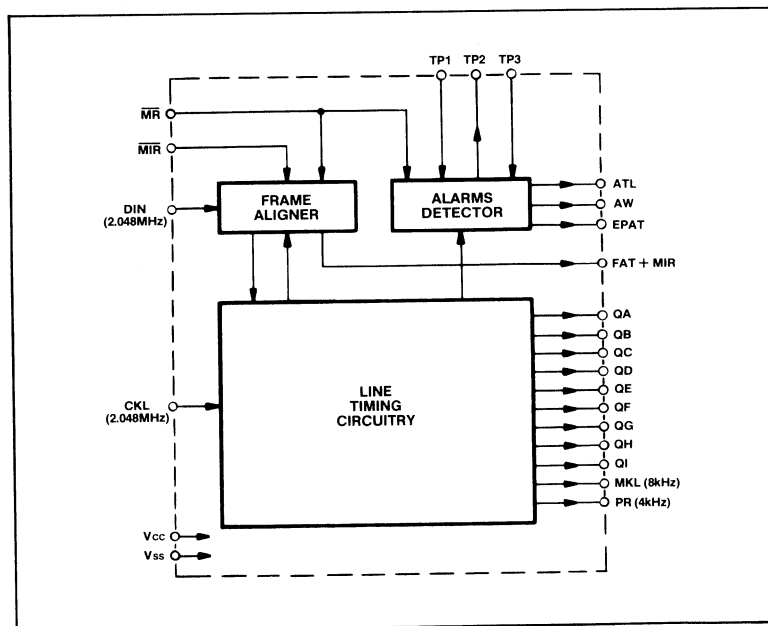 TP1 TP2 TP3
MR
MIR
DIN
(2.048MHz)
FRAME
ALIGNER
ALARMS
DETECTOR
ATL
AW
EPAT
FAT + MIR
CKL
(2.048MHz)
LINE
TIMING
CIRCUITRY
QA
QB
QC
QD
QE
QF
QG
QH
QI
MKL (8kHz)
PR (4kHz)
Vcc
Vss